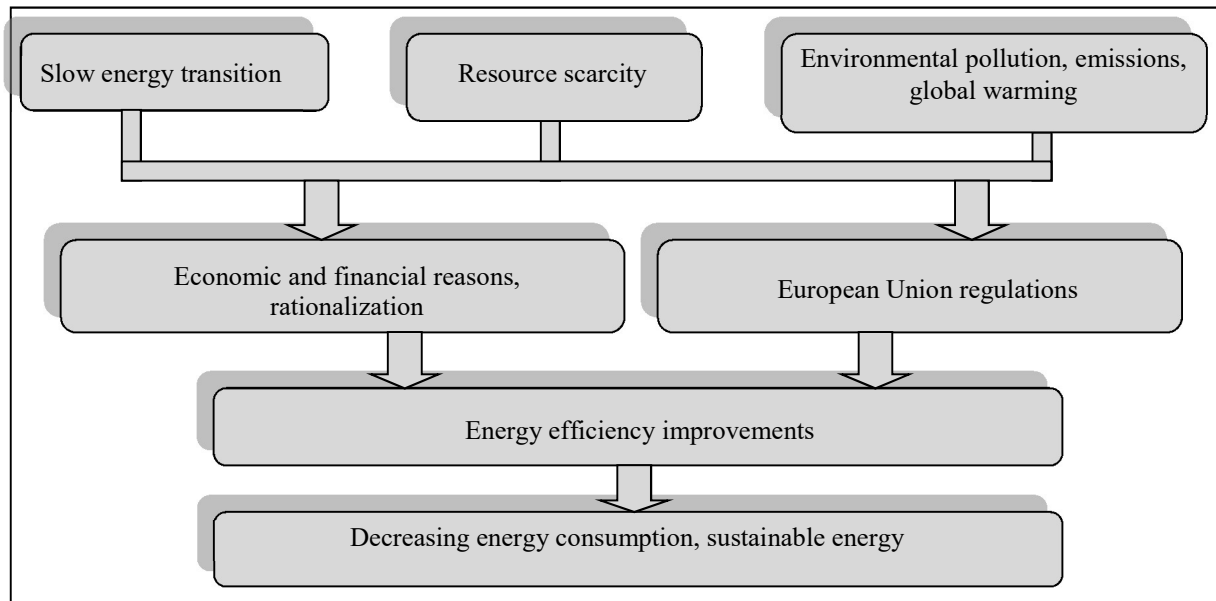 Slow energy transition
Resource scarcity
Environmental pollution, emissions,
global warming
Economic and financial reasons,
rationalization
European Union regulations
Energy efficiency improvements
Decreasing energy consumption, sustainable energy